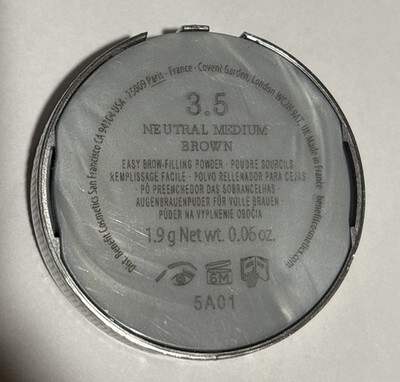 Dist. Benefit Cosmetics San Francisco CA 94104 USA · 75009 Paris - France · Covent Garden, London WC2H 9AT · UK Made in France benefitcosmetics.com
3.5
NEUTRAL MEDIUM
BROWN
EASY BROW-FILLING POWDER · POUDRE SOURCILS
REMPLISSAGE FACILE · POLVO RELLENADOR PARA CEJAS
PÓ PREENCHEDOR DAS SOBRANCELHAS
AUGENBRAUENPUDER FÜR VOLLE BRAUEN
PÚDER NA VYPLNENIE OBOČIA
1.9 g Net wt. 0.06 oz.
6M
5A01